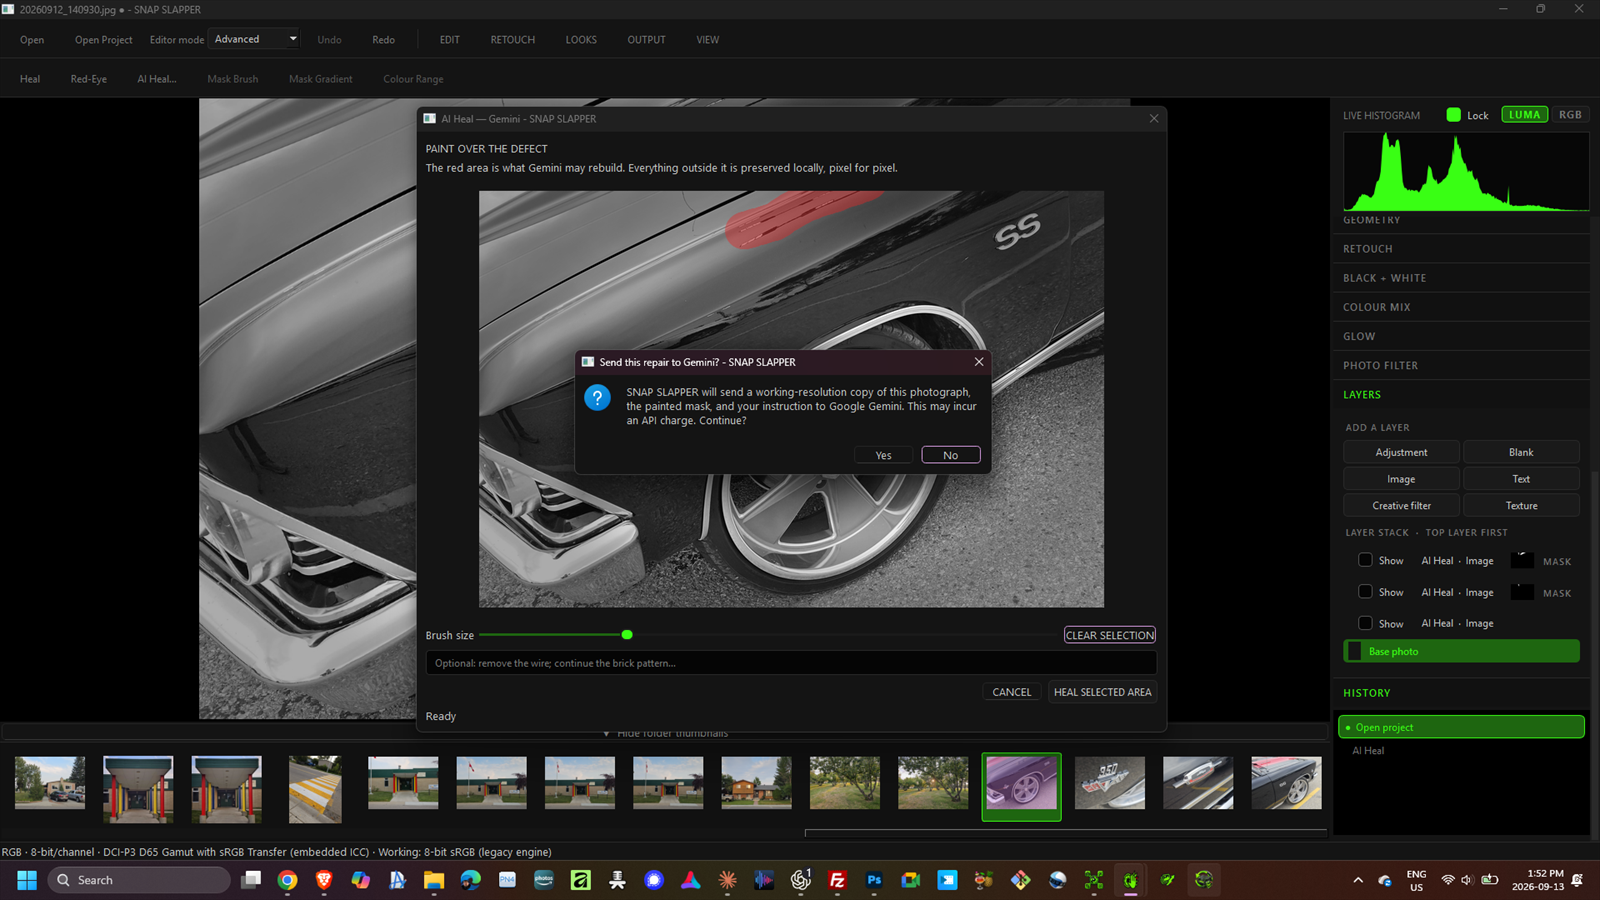 20260912_140930.jpg ● - SNAP SLAPPER
Open
Open Project
Editor mode
Advanced
Undo
Redo
EDIT
RETOUCH
LOOKS
OUTPUT
VIEW
Heal
Red-Eye
AI Heal...
Mask Brush
Mask Gradient
Colour Range
AI Heal — Gemini - SNAP SLAPPER
PAINT OVER THE DEFECT
The red area is what Gemini may rebuild. Everything outside it is preserved locally, pixel for pixel.
SS
Send this repair to Gemini? - SNAP SLAPPER
SNAP SLAPPER will send a working-resolution copy of this photograph,
the painted mask, and your instruction to Google Gemini. This may incur
an API charge. Continue?
Yes
No
Brush size
CLEAR SELECTION
Optional: remove the wire; continue the brick pattern...
CANCEL
HEAL SELECTED AREA
Ready
▼ Hide folder thumbnails
LIVE HISTOGRAM
Lock
LUMA
RGB
GEOMETRY
RETOUCH
BLACK + WHITE
COLOUR MIX
GLOW
PHOTO FILTER
LAYERS
ADD A LAYER
Adjustment
Blank
Image
Text
Creative filter
Texture
LAYER STACK · TOP LAYER FIRST
Show AI Heal · Image MASK
Show AI Heal · Image MASK
Show AI Heal · Image
Base photo
HISTORY
● Open project
AI Heal
350
RGB · 8-bit/channel · DCI-P3 D65 Gamut with sRGB Transfer (embedded ICC) · Working: 8-bit sRGB (legacy engine)
Search
PN4
photos
1
Fz
Ps
ENG
US
1:52 PM
2026-09-13